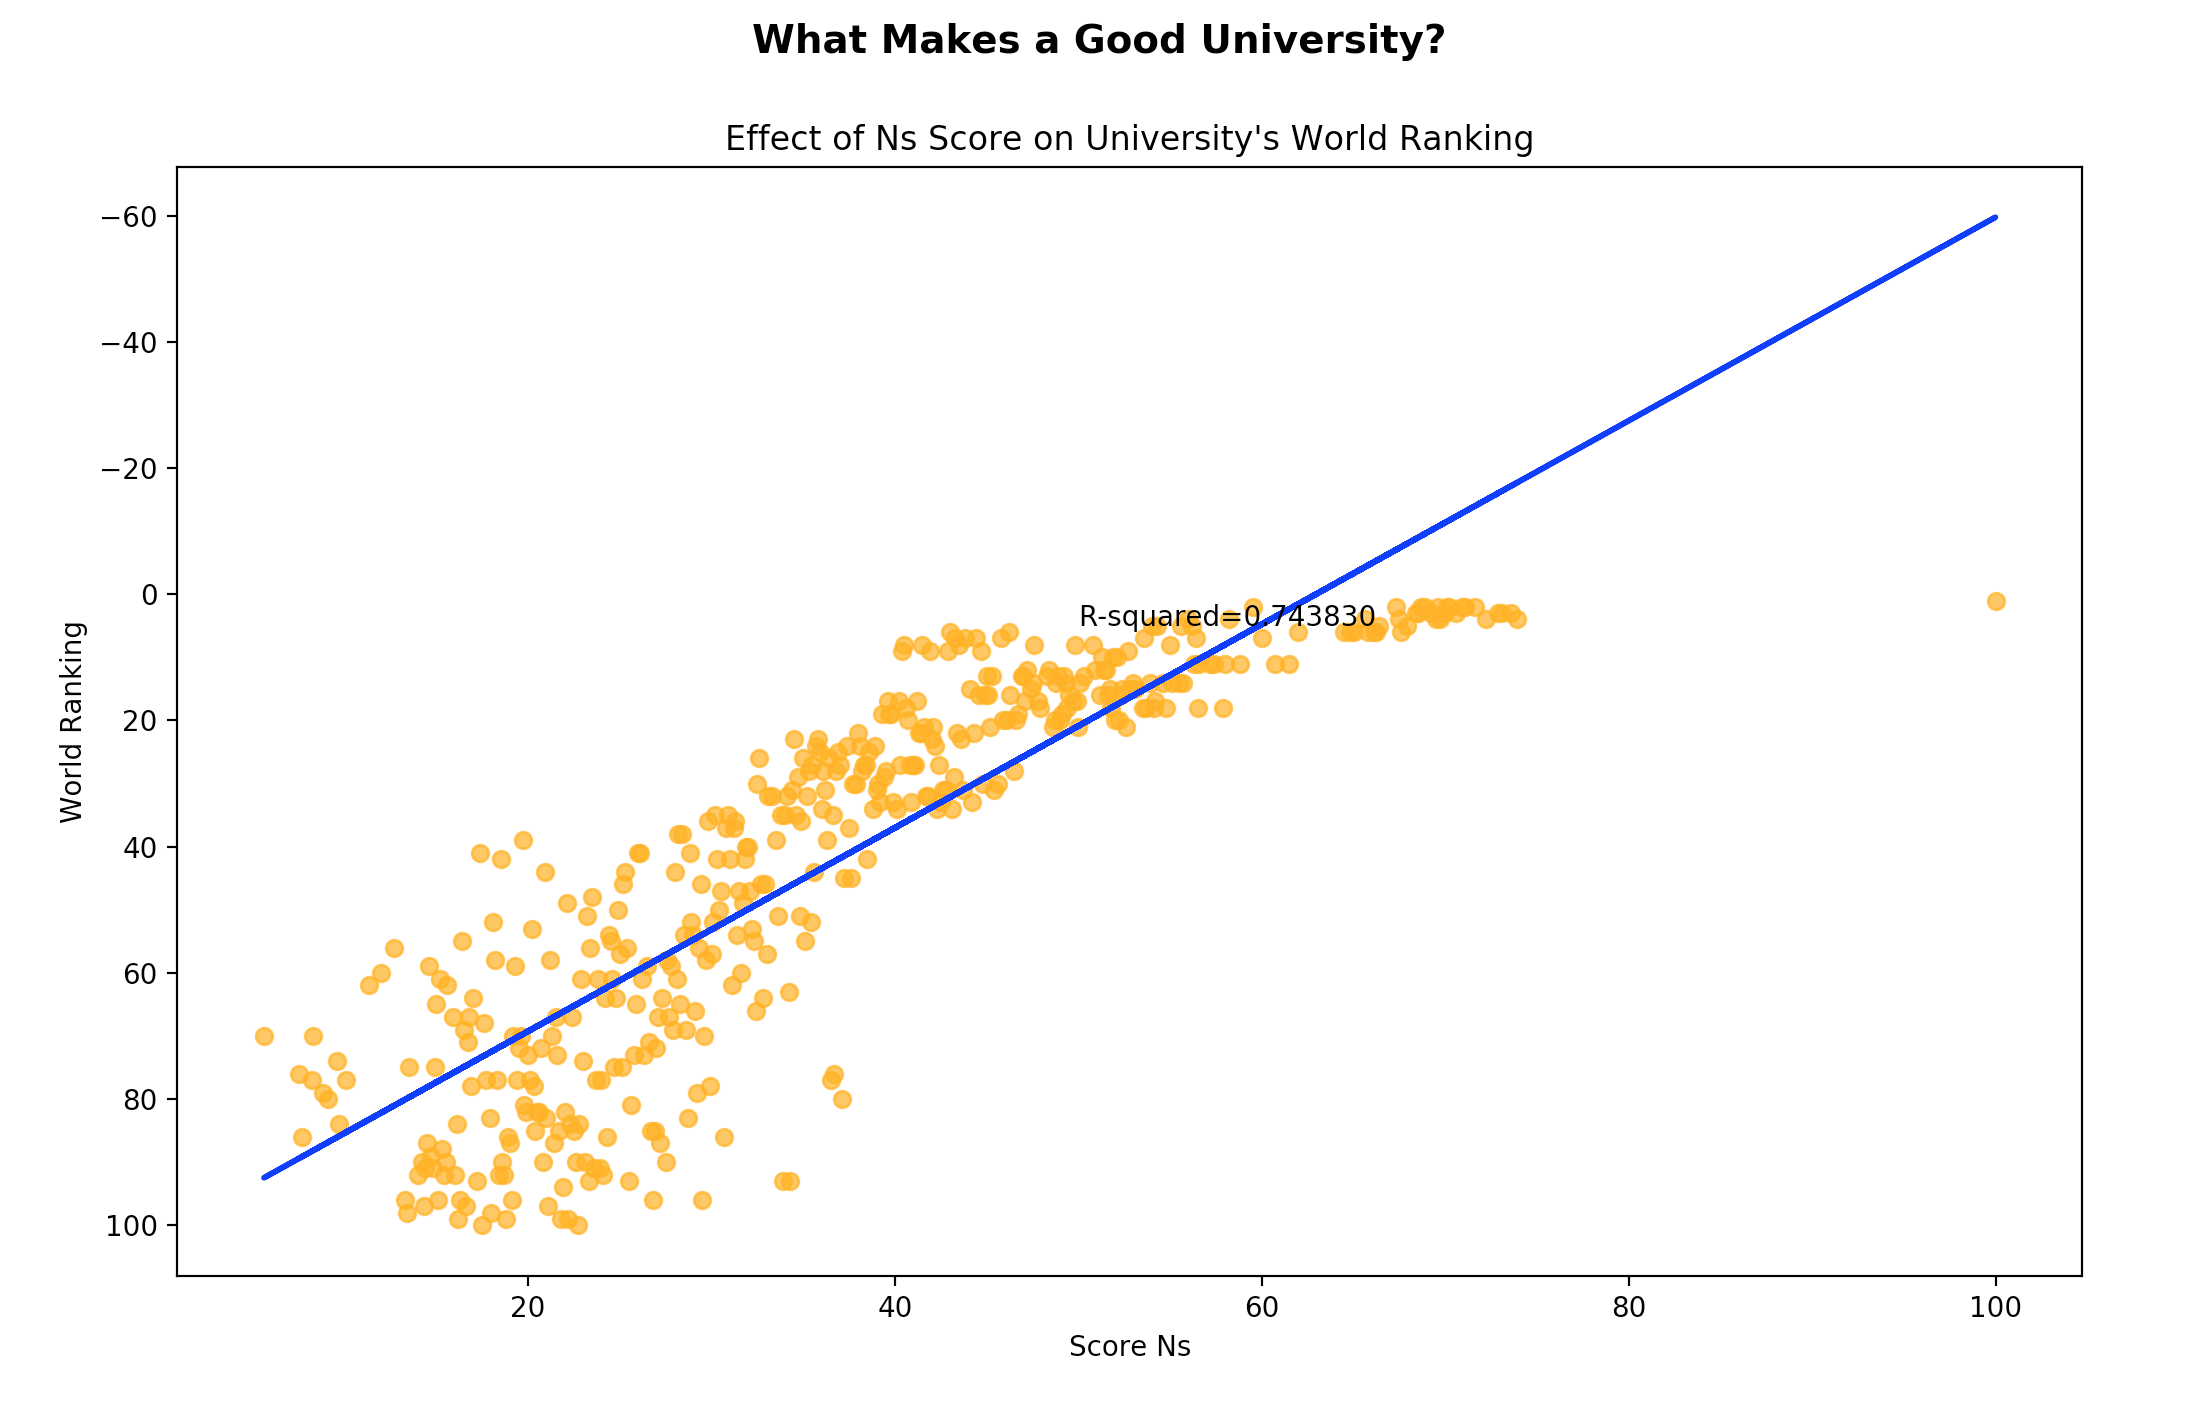 What Makes a Good University?
Effect of Ns Score on University's World Ranking
−60
−40
−20
0
20
40
60
80
100
World Ranking
R-squared=0.743830
20 40 60 80 100
Score Ns